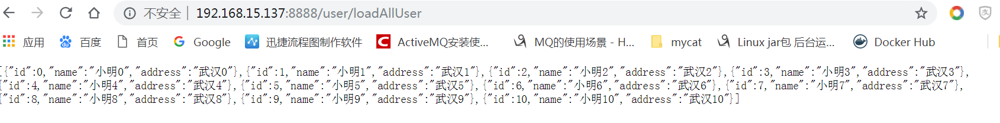 不安全 | 192.168.15.137:8888/user/loadAllUser
应用 百度 首页 Google 迅捷流程图制作软件 ActiveMQ安装使... MQ的使用场景 - H... mycat Linux jar包 后台运... Docker Hub
[{"id":0,"name":"小明0","address":"武汉0"},{"id":1,"name":"小明1","address":"武汉1"},{"id":2,"name":"小明2","address":"武汉2"},{"id":3,"name":"小明3","address":"武汉3"},
{"id":4,"name":"小明4","address":"武汉4"},{"id":5,"name":"小明5","address":"武汉5"},{"id":6,"name":"小明6","address":"武汉6"},{"id":7,"name":"小明7","address":"武汉7"},
{"id":8,"name":"小明8","address":"武汉8"},{"id":9,"name":"小明9","address":"武汉9"},{"id":10,"name":"小明10","address":"武汉10"}]